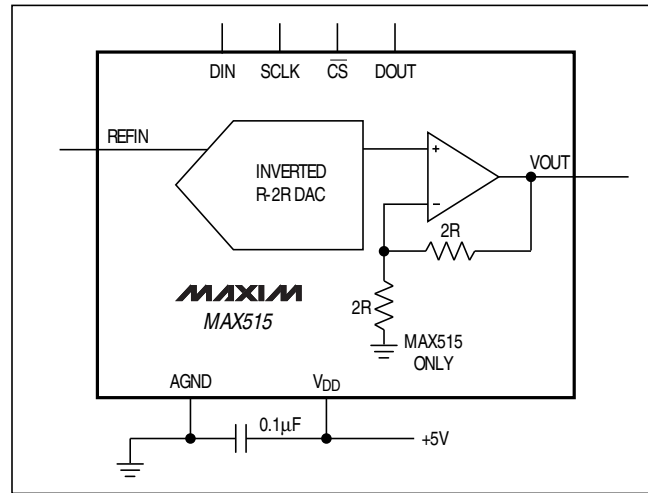 DIN SCLK CS DOUT
REFIN
INVERTED
R-2R DAC
+
−
VOUT
2R
2R
MAXIM
MAX515
MAX515
ONLY
AGND
VDD
0.1μF
+5V